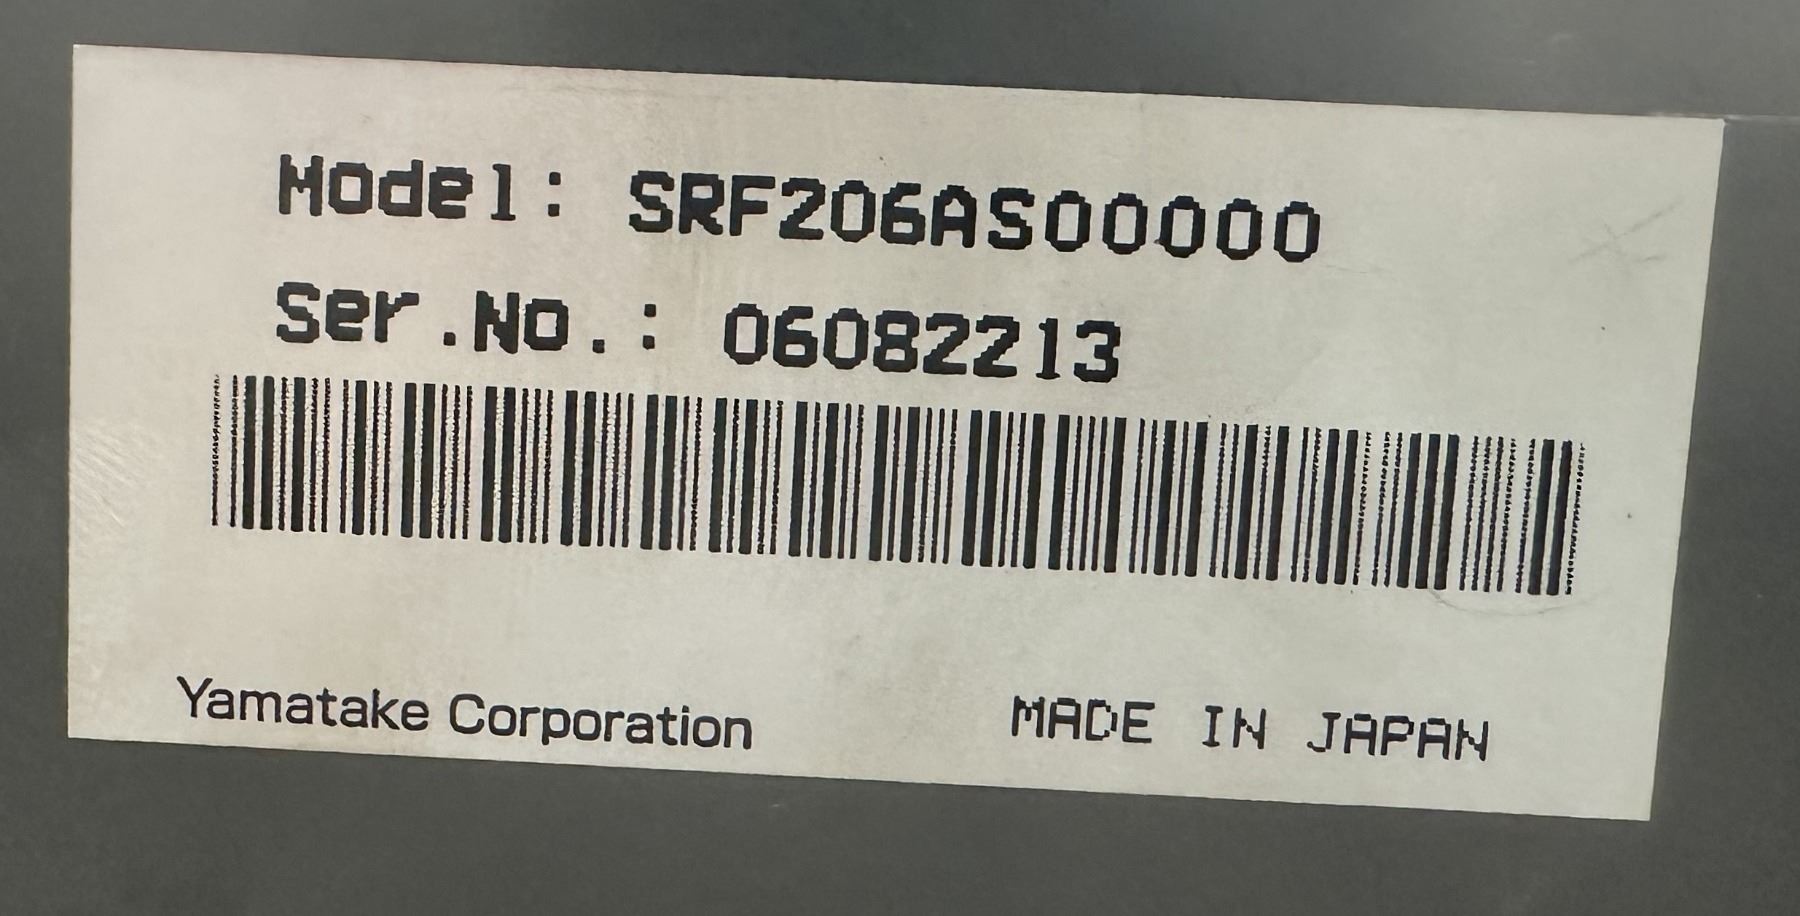 Model: SRF206AS00000
Ser.No.: 06082213
Yamatake Corporation
MADE IN JAPAN